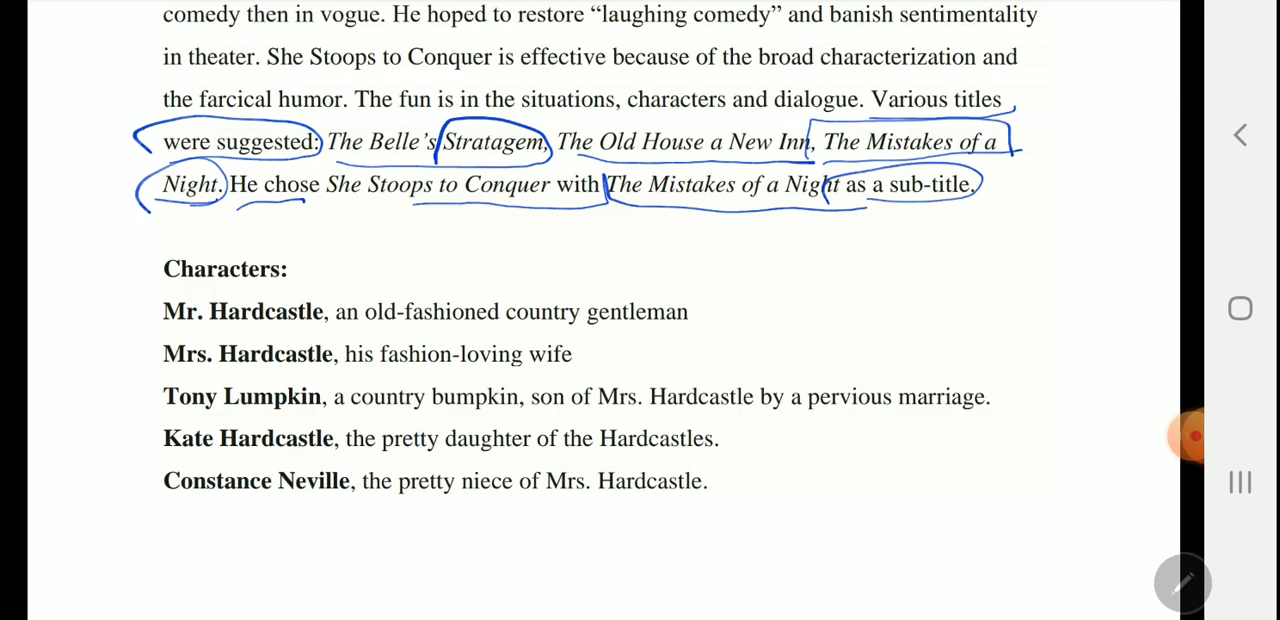 comedy then in vogue. He hoped to restore “laughing comedy” and banish sentimentality
in theater. She Stoops to Conquer is effective because of the broad characterization and
the farcical humor. The fun is in the situations, characters and dialogue. Various titles
were suggested: The Belle’s Stratagem, The Old House a New Inn, The Mistakes of a
Night. He chose She Stoops to Conquer with The Mistakes of a Night as a sub-title.
Characters:
Mr. Hardcastle, an old-fashioned country gentleman
Mrs. Hardcastle, his fashion-loving wife
Tony Lumpkin, a country bumpkin, son of Mrs. Hardcastle by a pervious marriage.
Kate Hardcastle, the pretty daughter of the Hardcastles.
Constance Neville, the pretty niece of Mrs. Hardcastle.